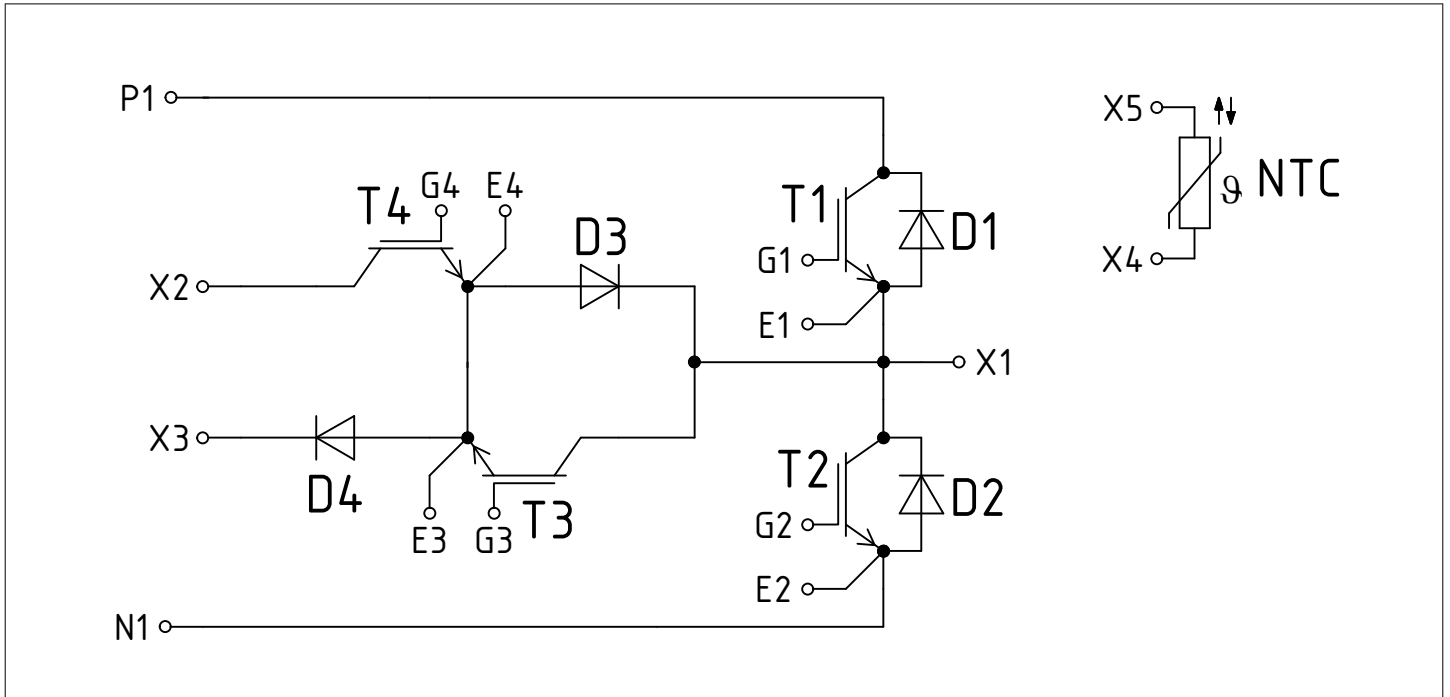 P1
X5
G4 E4
T4
T1
ϑ NTC
D3
D1
G1
X4
X2
E1
X1
X3
T2
D4
D2
E3 G3 T3
G2
E2
N1